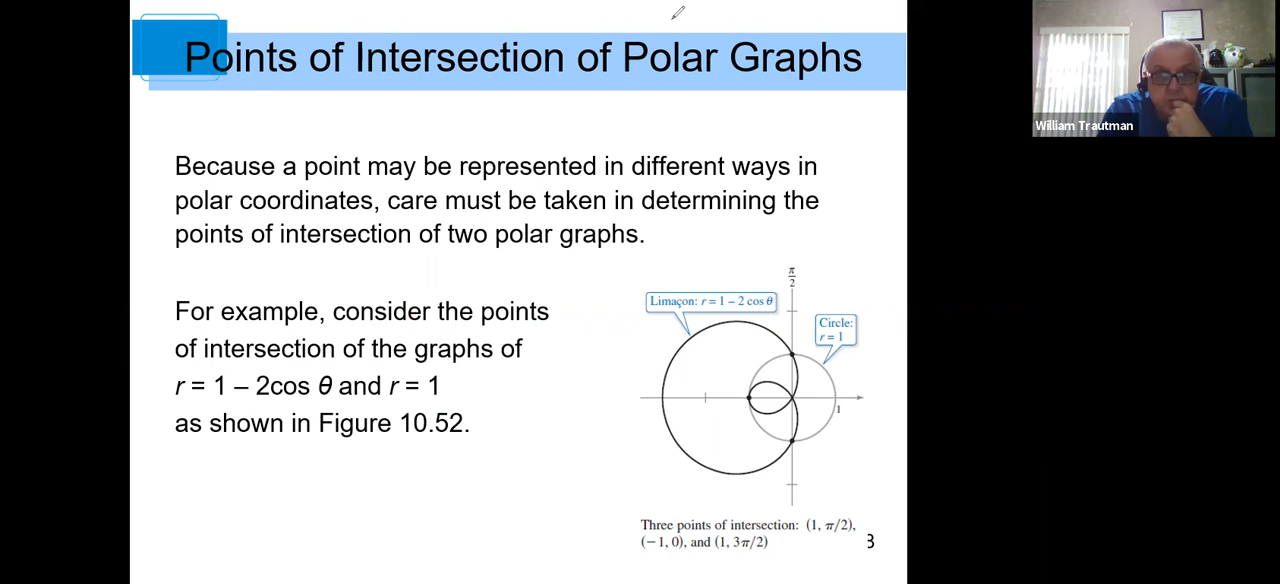 Points of Intersection of Polar Graphs
William Trautman
Because a point may be represented in different ways in
polar coordinates, care must be taken in determining the
points of intersection of two polar graphs.
For example, consider the points
of intersection of the graphs of
r = 1 – 2cos θ and r = 1
as shown in Figure 10.52.
π
2
Limaçon: r = 1 – 2 cos θ
Circle:
r = 1
1
Three points of intersection: (1, π/2),
(−1, 0), and (1, 3π/2)
3